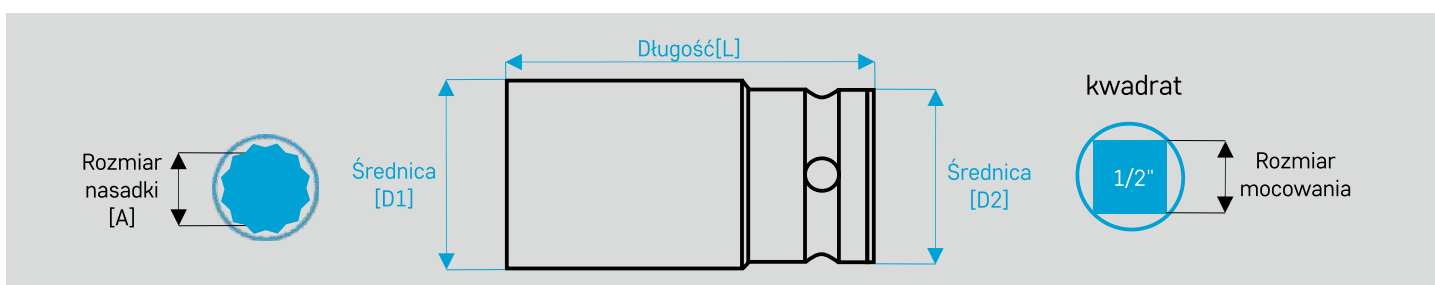 Długość[L]
kwadrat
Rozmiar
nasadki
[A]
Średnica
[D1]
Średnica
[D2]
1/2"
Rozmiar
mocowania